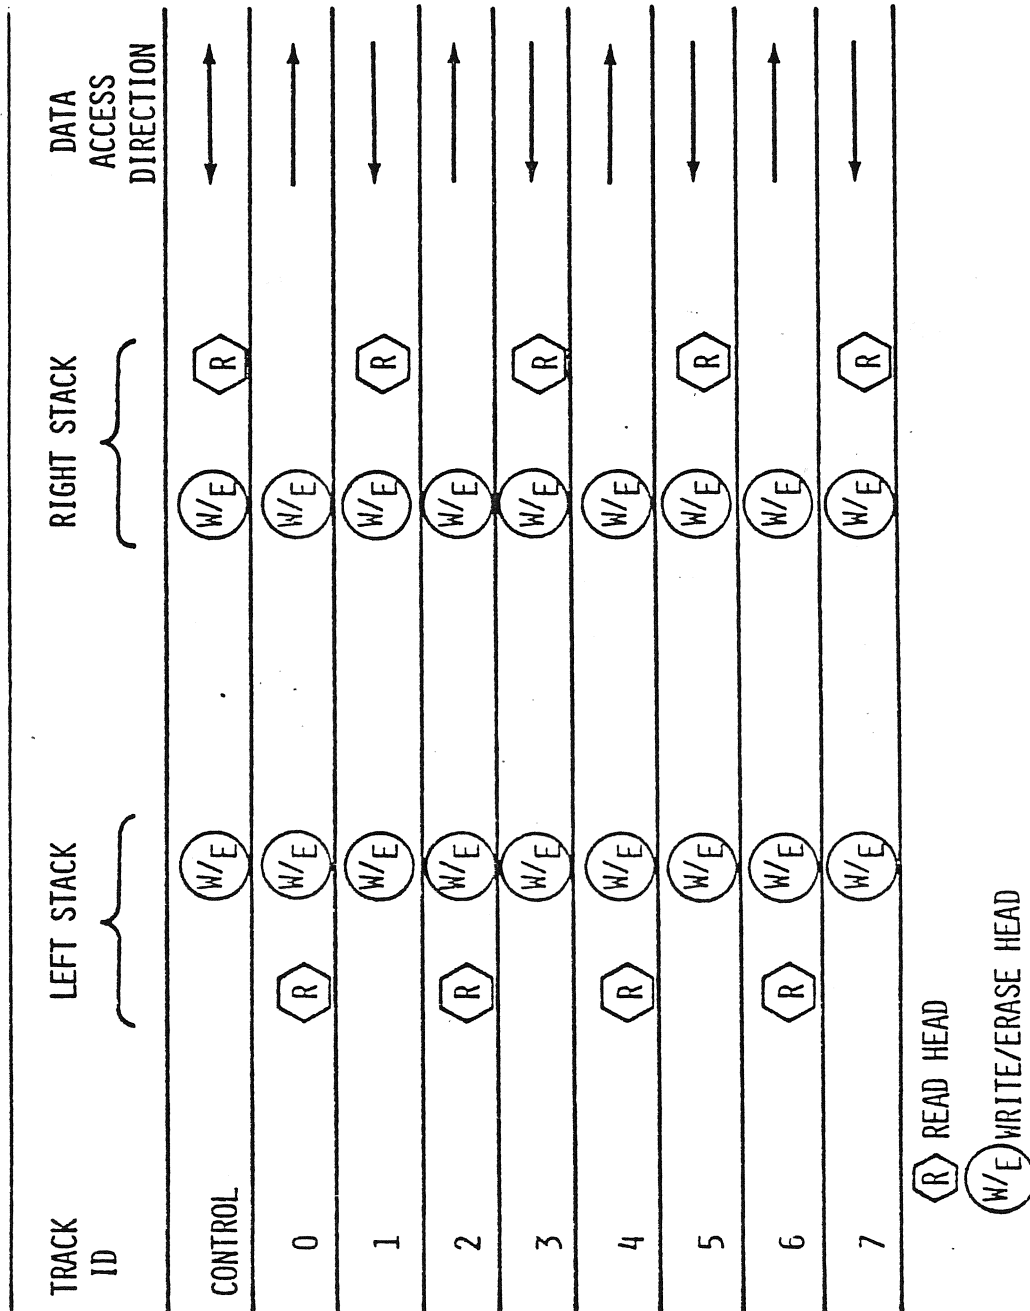 TRACK ID LEFT STACK RIGHT STACK DATA ACCESS DIRECTION
CONTROL W/E W/E R
0 R W/E W/E
1 W/E W/E R
2 R W/E W/E
3 W/E W/E R
4 R W/E W/E
5 W/E W/E R
6 R W/E W/E
7 W/E W/E R
R READ HEAD
W/E WRITE/ERASE HEAD